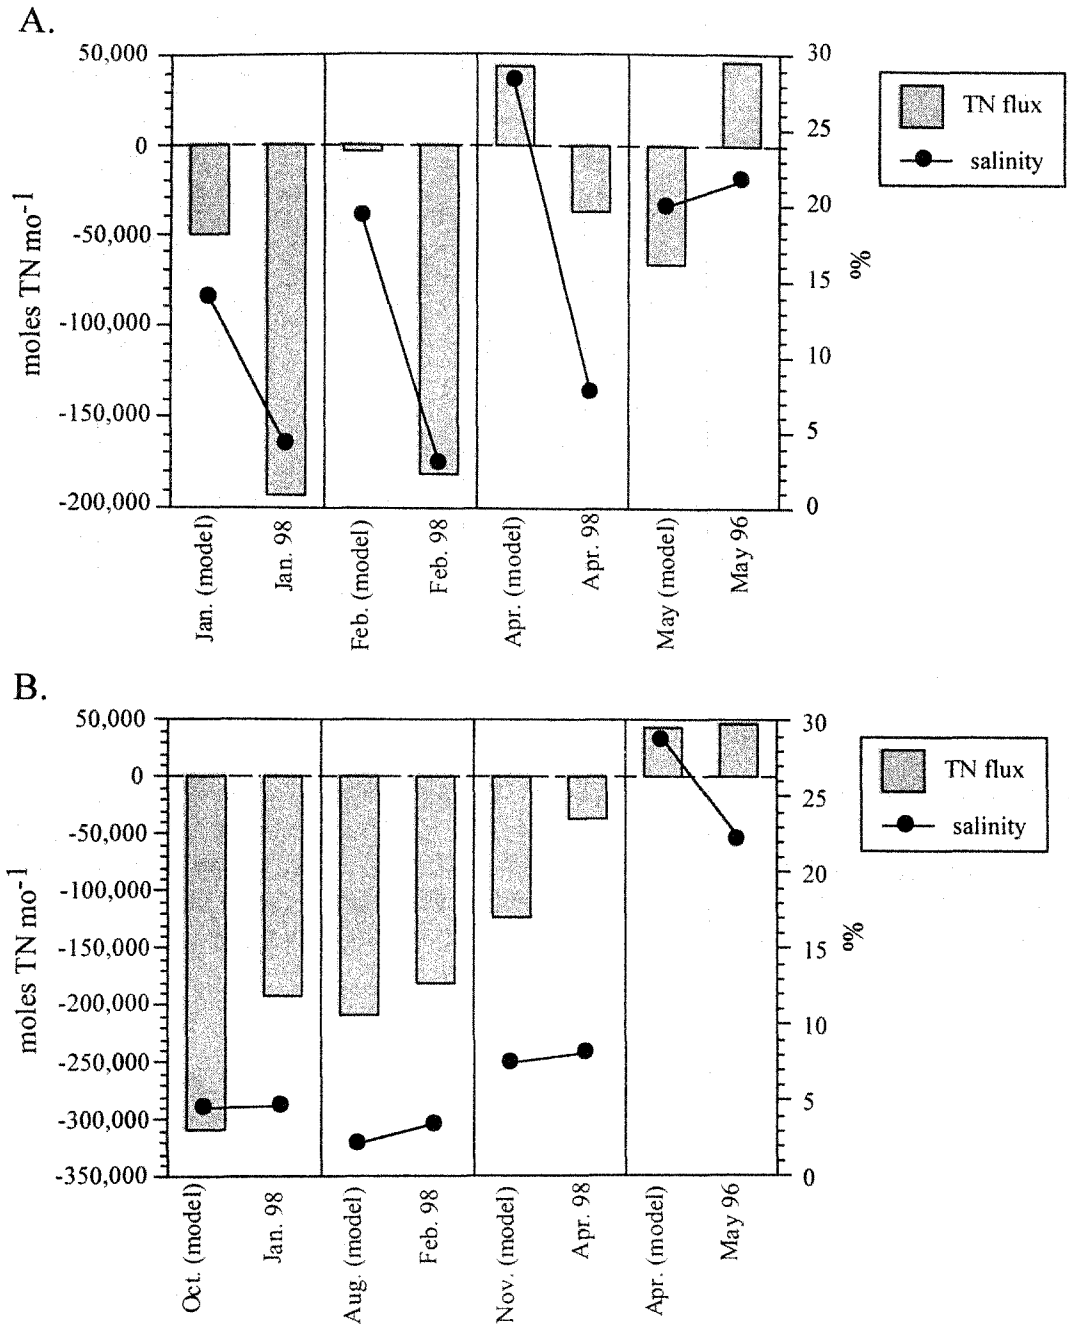 A.
50,000
0
-50,000
-100,000
-150,000
-200,000
moles TN mo-1
30
25
20
15
10
5
0
‰
TN flux
salinity
Jan. (model)
Jan. 98
Feb. (model)
Feb. 98
Apr. (model)
Apr. 98
May (model)
May 96
B.
50,000
0
-50,000
-100,000
-150,000
-200,000
-250,000
-300,000
-350,000
moles TN mo-1
30
25
20
15
10
5
0
‰
TN flux
salinity
Oct. (model)
Jan. 98
Aug. (model)
Feb. 98
Nov. (model)
Apr. 98
Apr. (model)
May 96